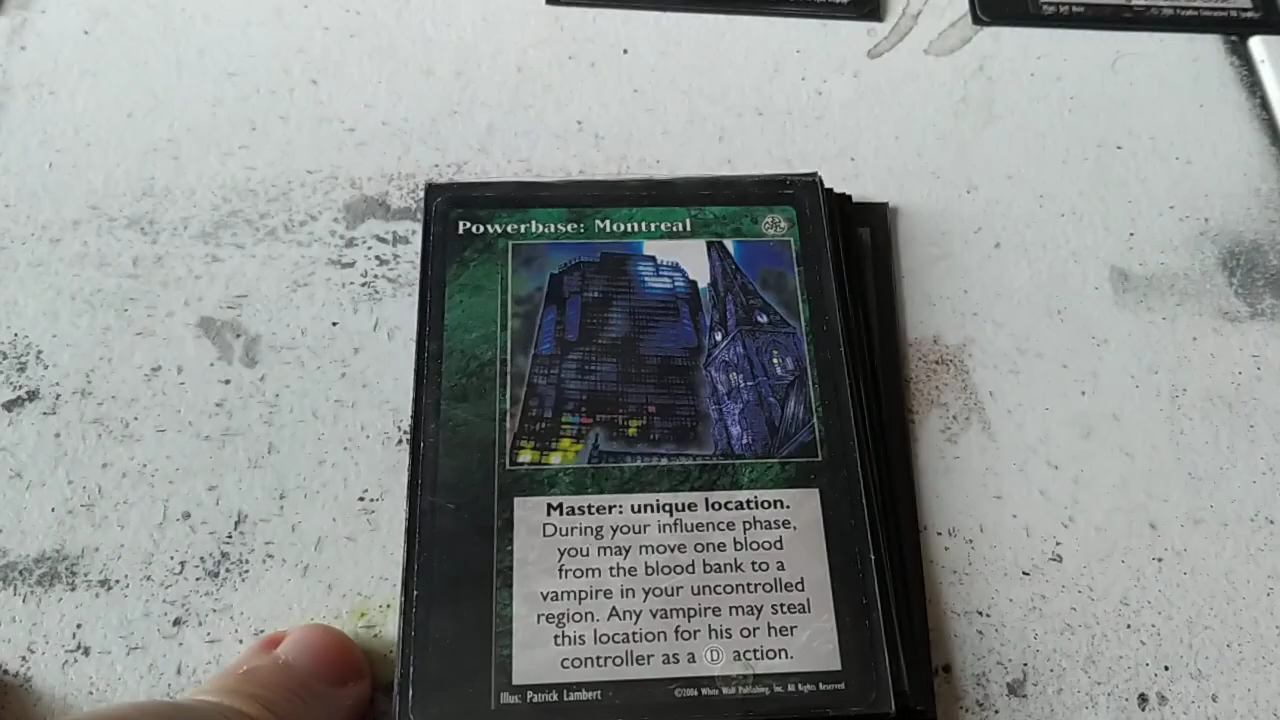 Powerbase: Montreal
Master: unique location.
During your influence phase,
you may move one blood
from the blood bank to a
vampire in your uncontrolled
region. Any vampire may steal
this location for his or her
controller as a Ⓓ action.
Illus: Patrick Lambert
©2006 White Wolf Publishing, Inc. All Rights Reserved